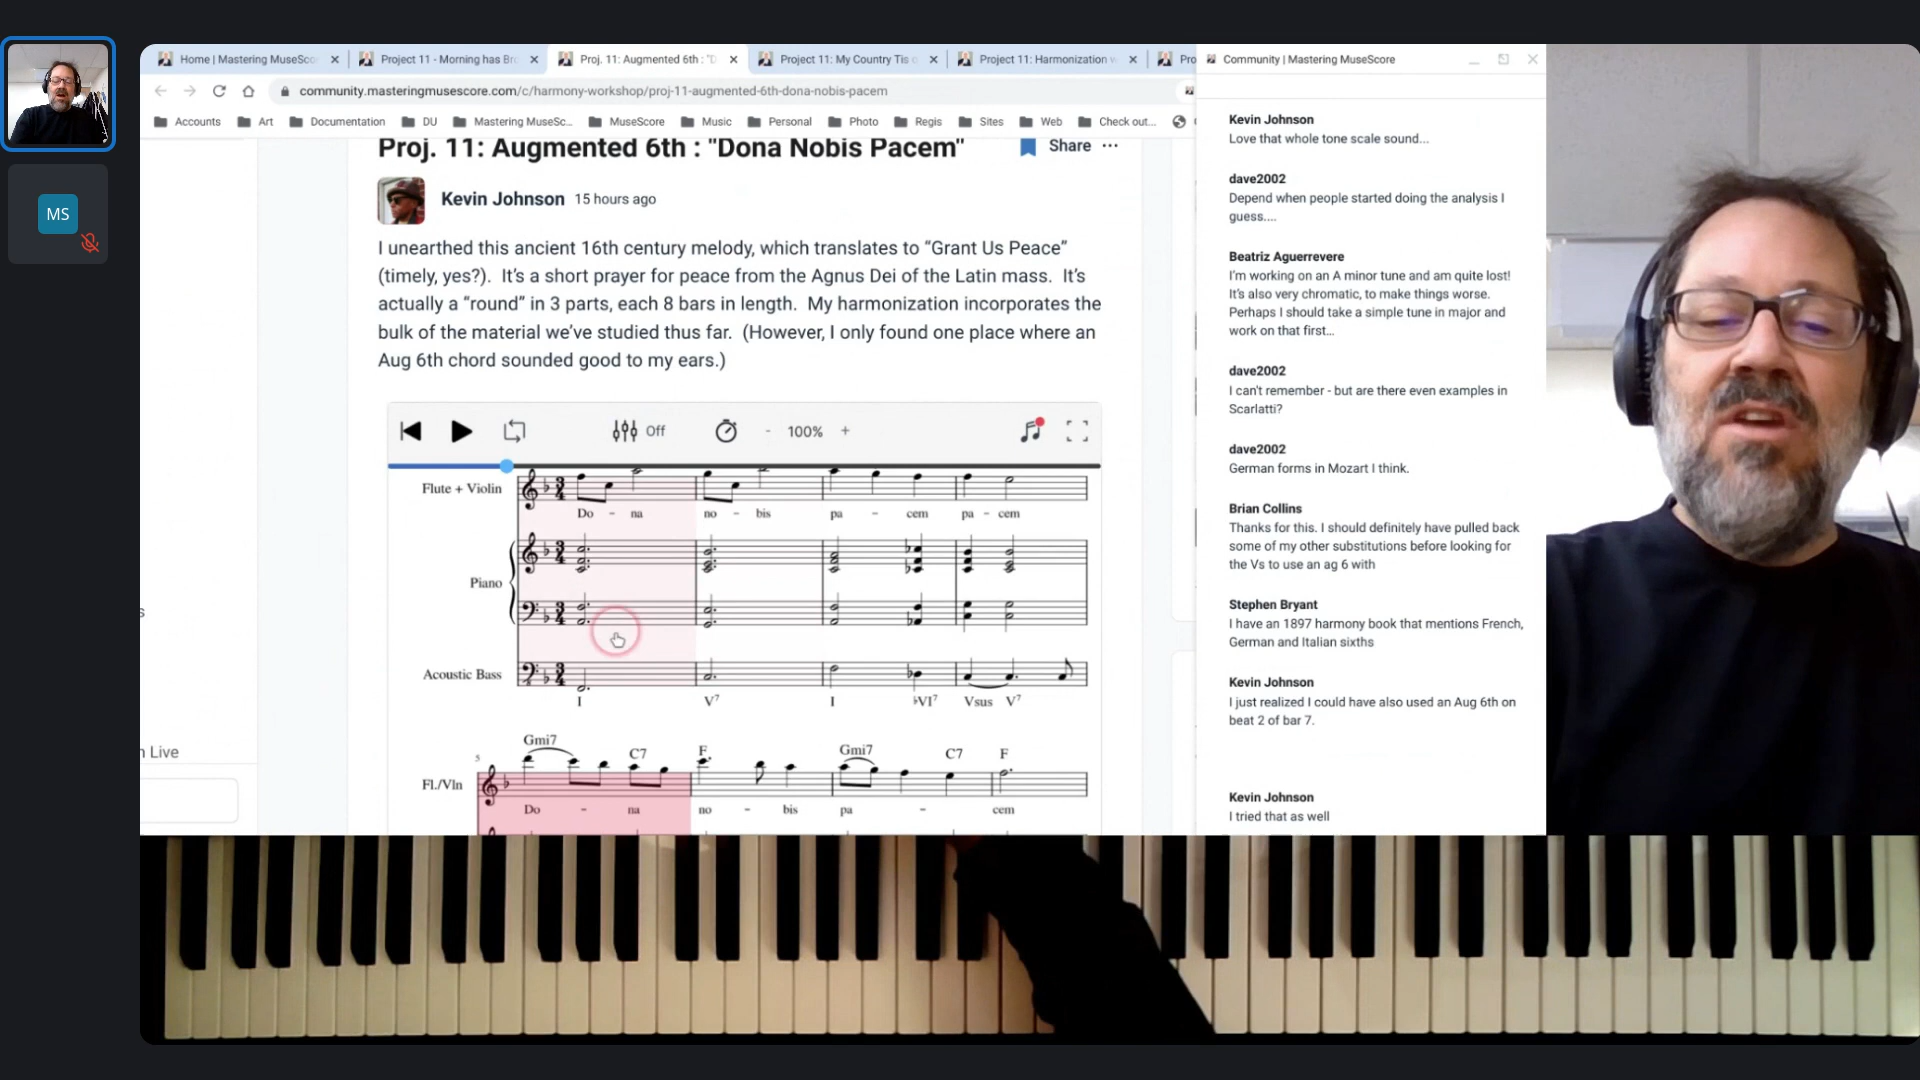 MS
Home | Mastering MuseSco
Project 11 - Morning has Br
Proj. 11: Augmented 6th : "D
Project 11: My Country Tis o
Project 11: Harmonization w
Pro
Community | Mastering MuseScore
community.masteringmusescore.com/c/harmony-workshop/proj-11-augmented-6th-dona-nobis-pacem
Accounts
Art
Documentation
DU
Mastering MuseSc...
MuseScore
Music
Personal
Photo
Regis
Sites
Web
Check out...
Proj. 11: Augmented 6th : "Dona Nobis Pacem"
Share
Kevin Johnson 15 hours ago
I unearthed this ancient 16th century melody, which translates to “Grant Us Peace”
(timely, yes?). It’s a short prayer for peace from the Agnus Dei of the Latin mass. It’s
actually a “round” in 3 parts, each 8 bars in length. My harmonization incorporates the
bulk of the material we’ve studied thus far. (However, I only found one place where an
Aug 6th chord sounded good to my ears.)
Off
- 100% +
Flute + Violin
Do - na no - bis pa - cem pa - cem
Piano
Acoustic Bass
I V7 I ♭VI7 Vsus V7
Gmi7 C7 F Gmi7 C7 F
5
Fl./Vln
Do - na no - bis pa - cem
s
n Live
Kevin Johnson
Love that whole tone scale sound...
dave2002
Depend when people started doing the analysis I
guess....
Beatriz Aguerrevere
I’m working on an A minor tune and am quite lost!
It’s also very chromatic, to make things worse.
Perhaps I should take a simple tune in major and
work on that first...
dave2002
I can't remember - but are there even examples in
Scarlatti?
dave2002
German forms in Mozart I think.
Brian Collins
Thanks for this. I should definitely have pulled back
some of my other substitutions before looking for
the Vs to use an ag 6 with
Stephen Bryant
I have an 1897 harmony book that mentions French,
German and Italian sixths
Kevin Johnson
I just realized I could have also used an Aug 6th on
beat 2 of bar 7.
Kevin Johnson
I tried that as well